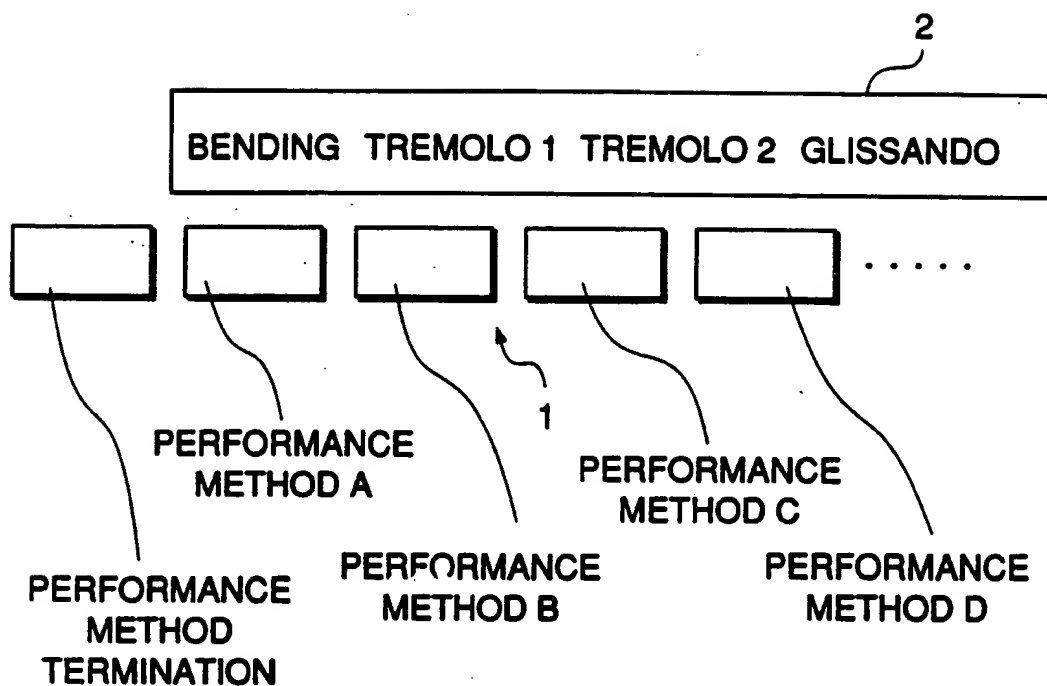 2
BENDING TREMOLO 1 TREMOLO 2 GLISSANDO
. . . . .
1
PERFORMANCE
METHOD A
PERFORMANCE
METHOD C
PERFORMANCE
METHOD B
PERFORMANCE
METHOD D
PERFORMANCE
METHOD
TERMINATION